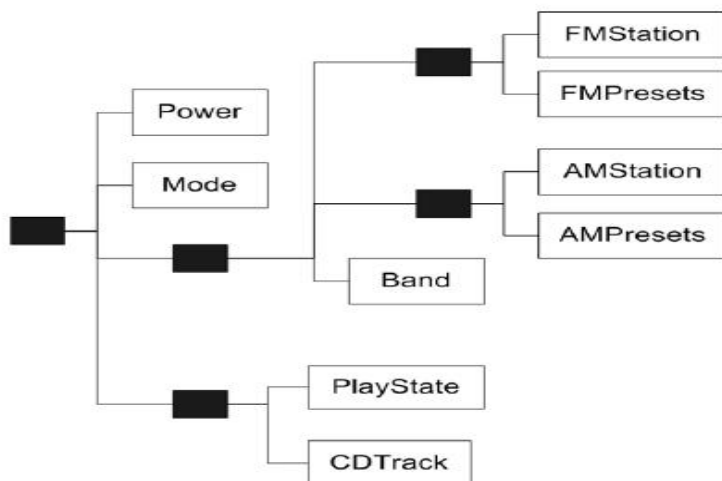 FMStation
FMPresets
Power
Mode
AMStation
AMPresets
Band
PlayState
CDTrack